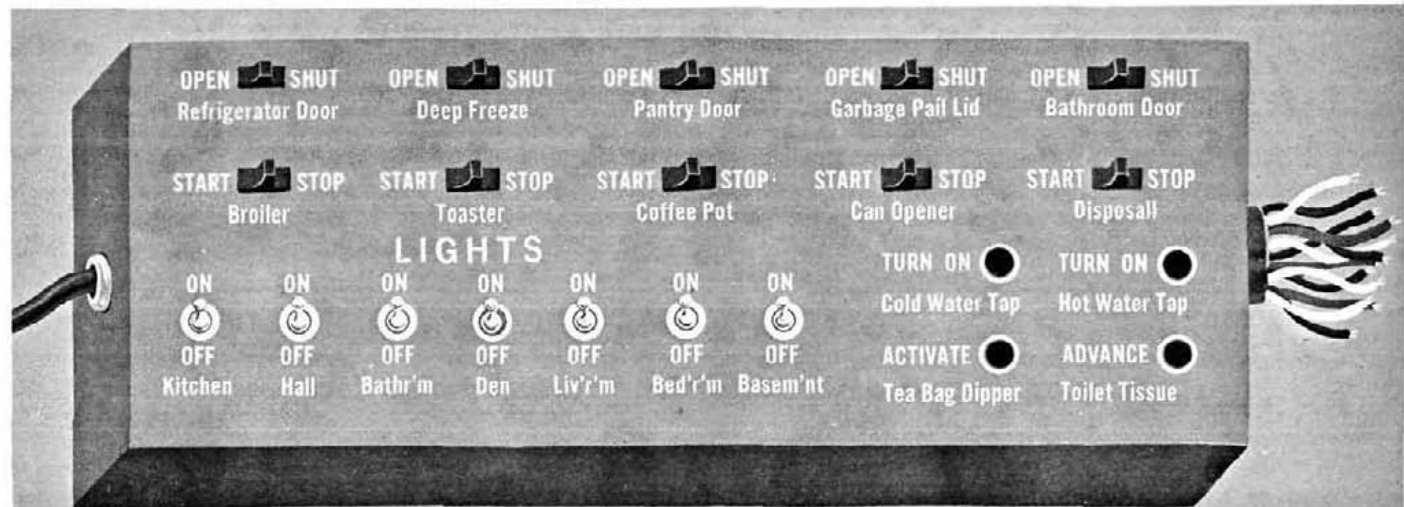 OPEN SHUT OPEN SHUT OPEN SHUT OPEN SHUT OPEN SHUT
Refrigerator Door Deep Freeze Pantry Door Garbage Pail Lid Bathroom Door
START STOP START STOP START STOP START STOP START STOP
Broiler Toaster Coffee Pot Can Opener Disposall
LIGHTS
ON ON ON ON ON ON ON
OFF OFF OFF OFF OFF OFF OFF
Kitchen Hall Bathr'm Den Liv'r'm Bed'r'm Basem'nt
TURN ON TURN ON
Cold Water Tap Hot Water Tap
ACTIVATE ADVANCE
Tea Bag Dipper Toilet Tissue